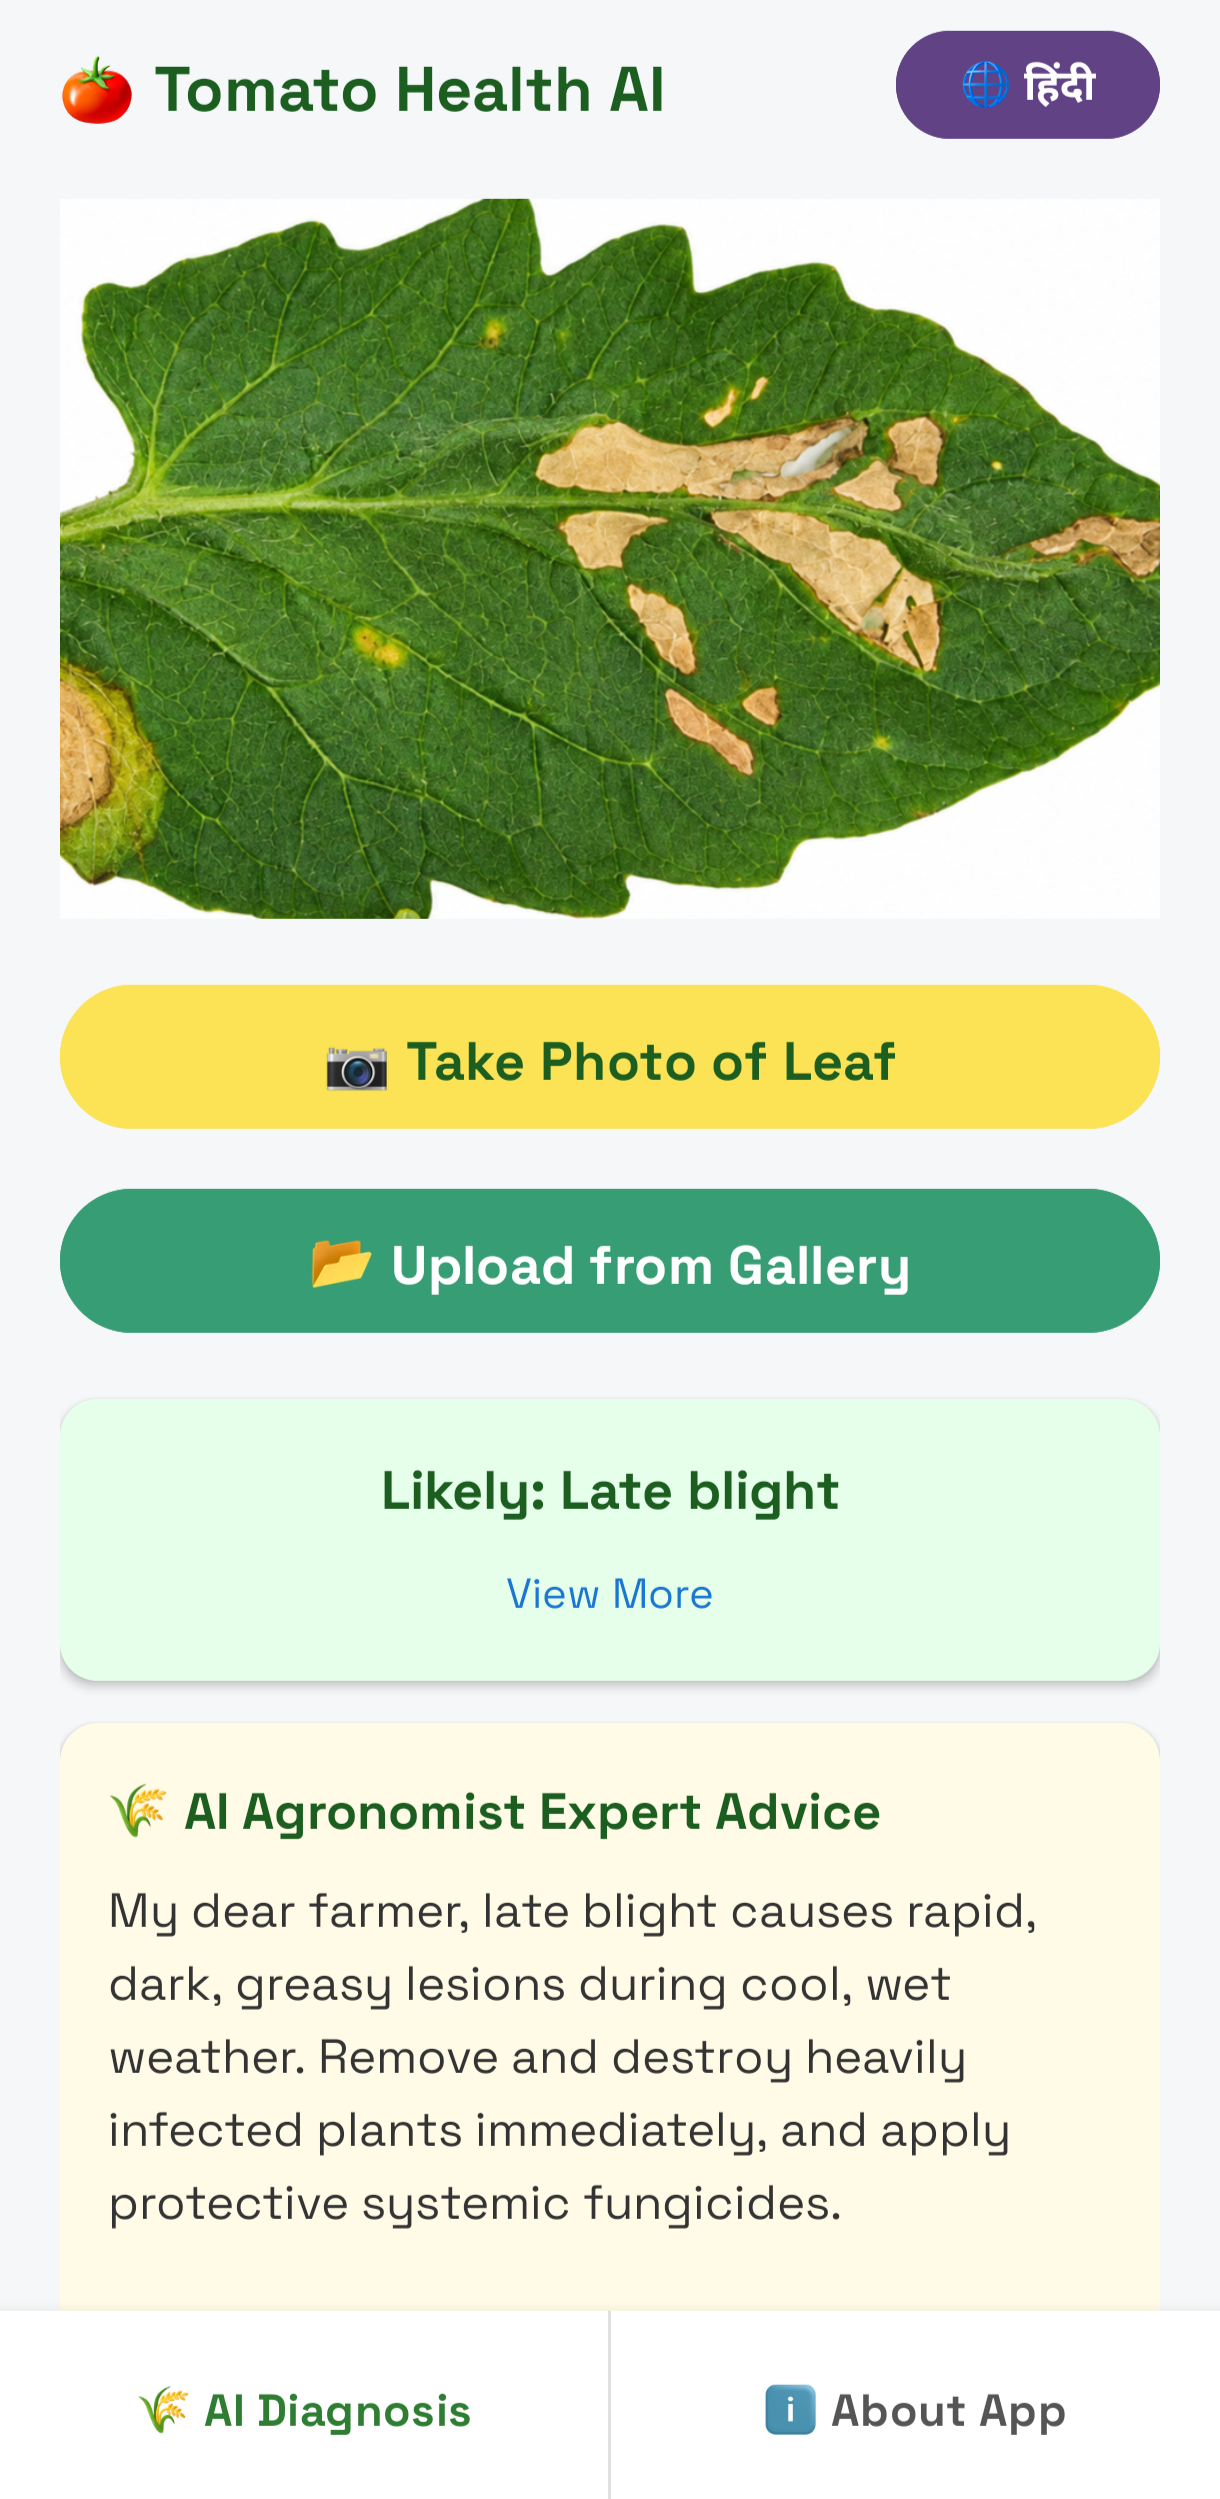 Tomato Health AI
हिंदी
Take Photo of Leaf
Upload from Gallery
Likely: Late blight
View More
AI Agronomist Expert Advice
My dear farmer, late blight causes rapid,
dark, greasy lesions during cool, wet
weather. Remove and destroy heavily
infected plants immediately, and apply
protective systemic fungicides.
AI Diagnosis
About App